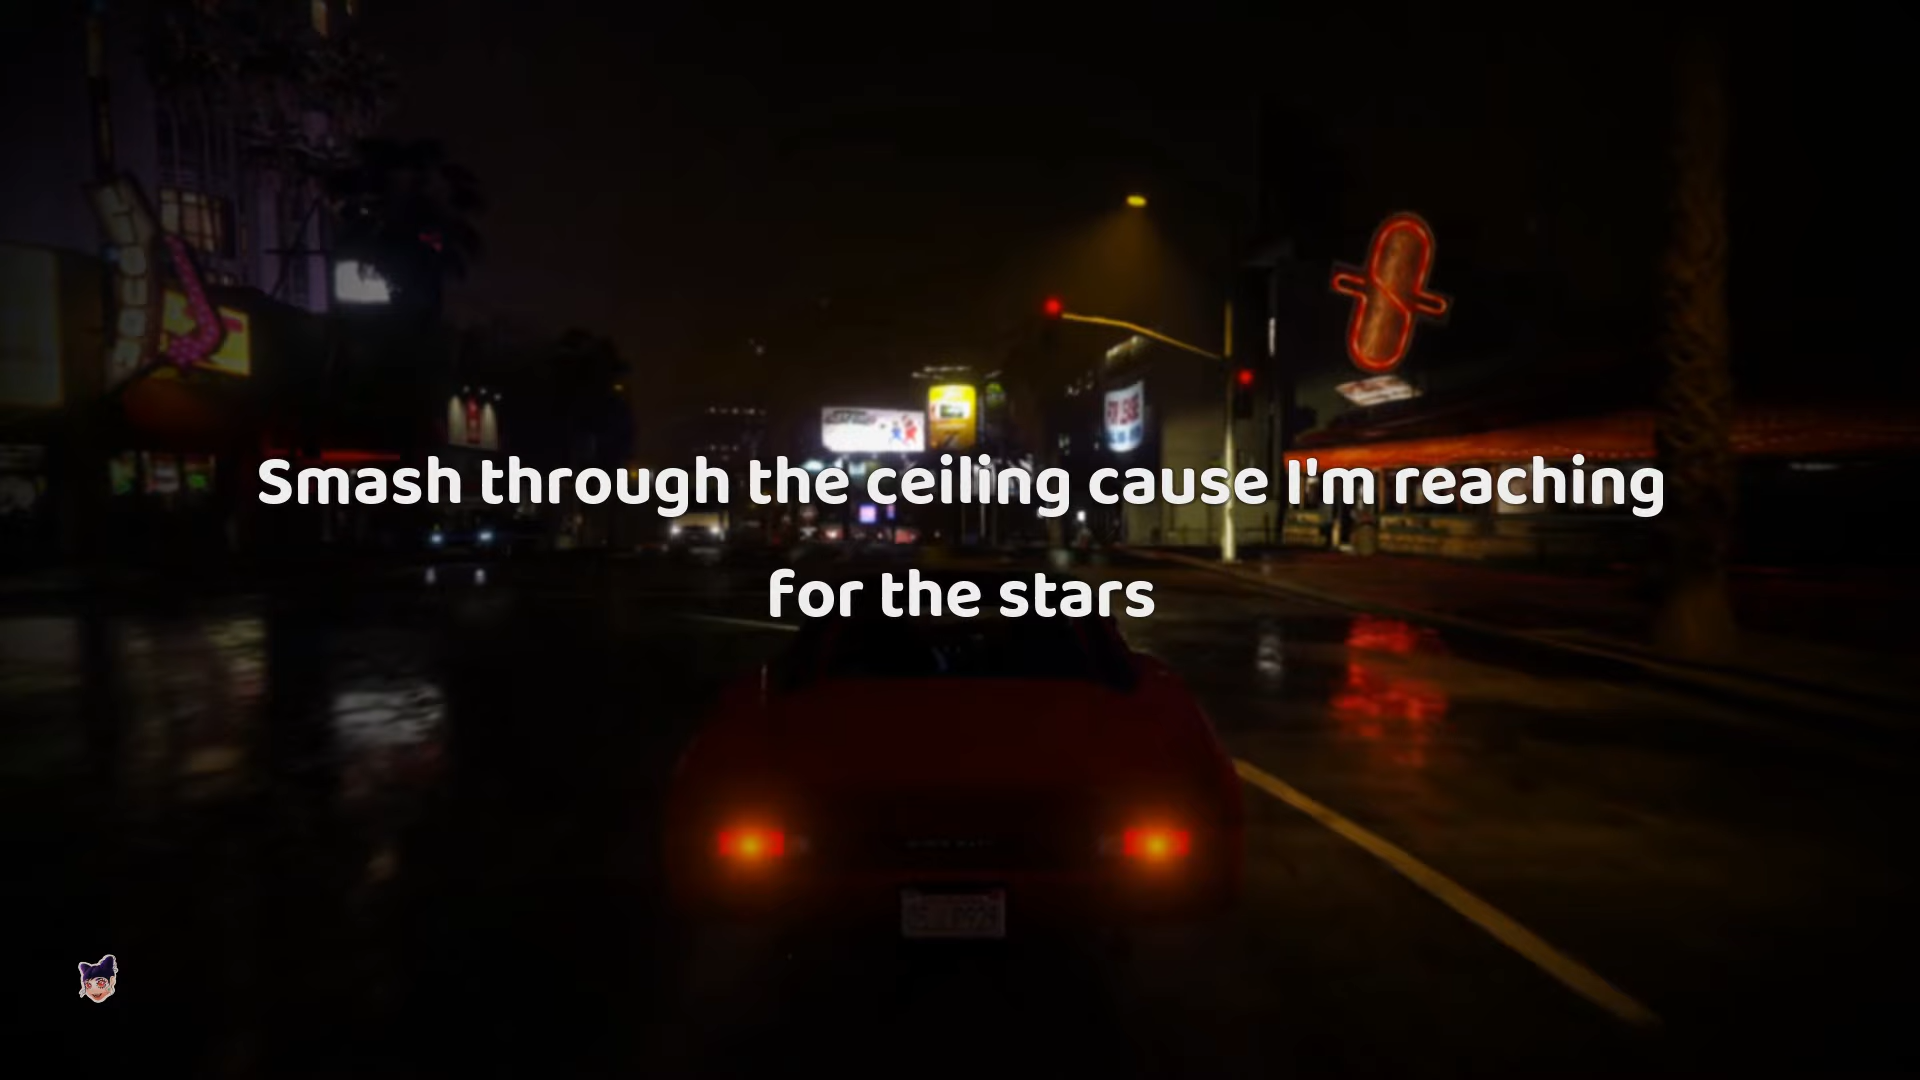 Smash through the ceiling cause I'm reaching
for the stars